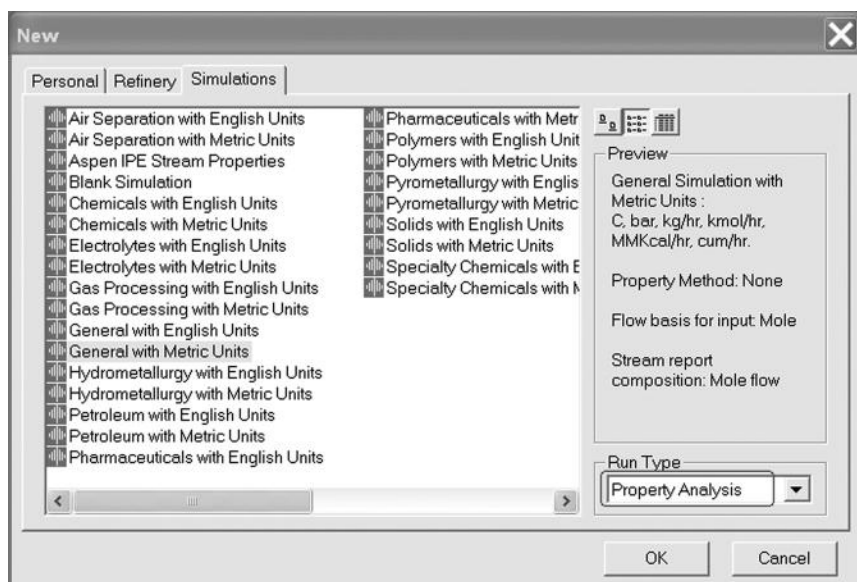 New
Personal
Refinery
Simulations
Air Separation with English Units
Air Separation with Metric Units
Aspen IPE Stream Properties
Blank Simulation
Chemicals with English Units
Chemicals with Metric Units
Electrolytes with English Units
Electrolytes with Metric Units
Gas Processing with English Units
Gas Processing with Metric Units
General with English Units
General with Metric Units
Hydrometallurgy with English Units
Hydrometallurgy with Metric Units
Petroleum with English Units
Petroleum with Metric Units
Pharmaceuticals with English Units
Pharmaceuticals with Metr
Polymers with English Unit
Polymers with Metric Units
Pyrometallurgy with Englis
Pyrometallurgy with Metric
Solids with English Units
Solids with Metric Units
Specialty Chemicals with E
Specialty Chemicals with M
Preview
General Simulation with
Metric Units :
C, bar, kg/hr, kmol/hr,
MMKcal/hr, cum/hr.
Property Method: None
Flow basis for input: Mole
Stream report
composition: Mole flow
Run Type
Property Analysis
OK
Cancel